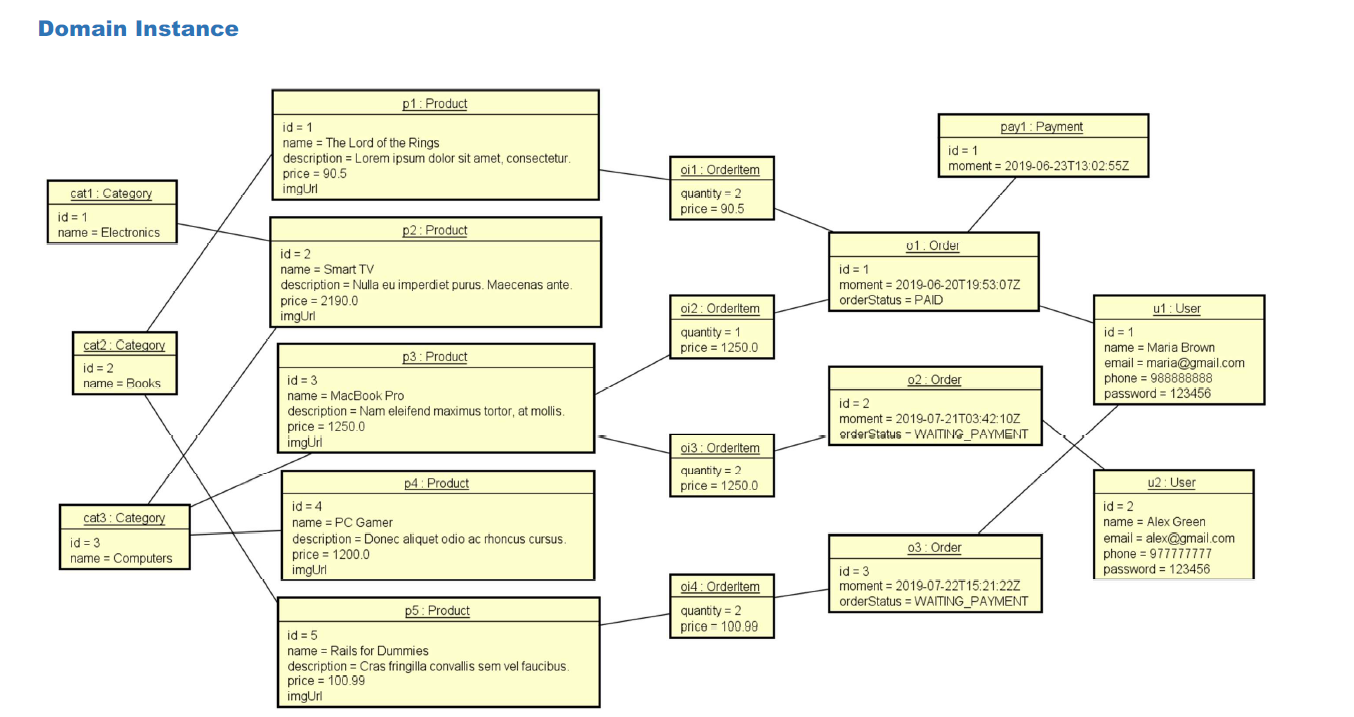 Domain Instance
p1 : Product
id = 1
name = The Lord of the Rings
description = Lorem ipsum dolor sit amet, consectetur.
price = 90.5
imgUrl
pay1 : Payment
id = 1
moment = 2019-06-23T13:02:55Z
oi1 : OrderItem
quantity = 2
price = 90.5
cat1 : Category
id = 1
name = Electronics
p2 : Product
id = 2
name = Smart TV
description = Nulla eu imperdiet purus. Maecenas ante.
price = 2190.0
imgUrl
o1 : Order
id = 1
moment = 2019-06-20T19:53:07Z
orderStatus = PAID
oi2 : OrderItem
quantity = 1
price = 1250.0
u1 : User
id = 1
name = Maria Brown
email = maria@gmail.com
phone = 988888888
password = 123456
cat2 : Category
id = 2
name = Books
p3 : Product
id = 3
name = MacBook Pro
description = Nam eleifend maximus tortor, at mollis.
price = 1250.0
imgUrl
o2 : Order
id = 2
moment = 2019-07-21T03:42:10Z
orderStatus = WAITING_PAYMENT
oi3 : OrderItem
quantity = 2
price = 1250.0
p4 : Product
id = 4
name = PC Gamer
description = Donec aliquet odio ac rhoncus cursus.
price = 1200.0
imgUrl
u2 : User
id = 2
name = Alex Green
email = alex@gmail.com
phone = 977777777
password = 123456
cat3 : Category
id = 3
name = Computers
o3 : Order
id = 3
moment = 2019-07-22T15:21:22Z
orderStatus = WAITING_PAYMENT
oi4 : OrderItem
quantity = 2
price = 100.99
p5 : Product
id = 5
name = Rails for Dummies
description = Cras fringilla convallis sem vel faucibus.
price = 100.99
imgUrl